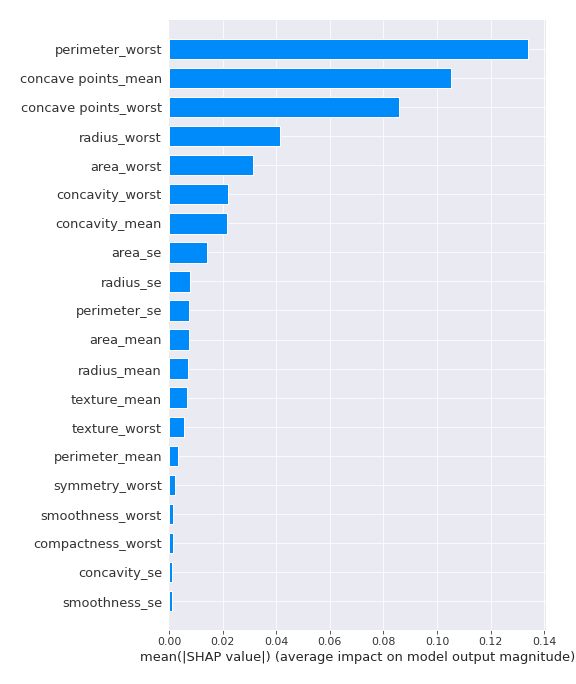 perimeter_worst
concave points_mean
concave points_worst
radius_worst
area_worst
concavity_worst
concavity_mean
area_se
radius_se
perimeter_se
area_mean
radius_mean
texture_mean
texture_worst
perimeter_mean
symmetry_worst
smoothness_worst
compactness_worst
concavity_se
smoothness_se
0.00 0.02 0.04 0.06 0.08 0.10 0.12 0.14
mean(|SHAP value|) (average impact on model output magnitude)